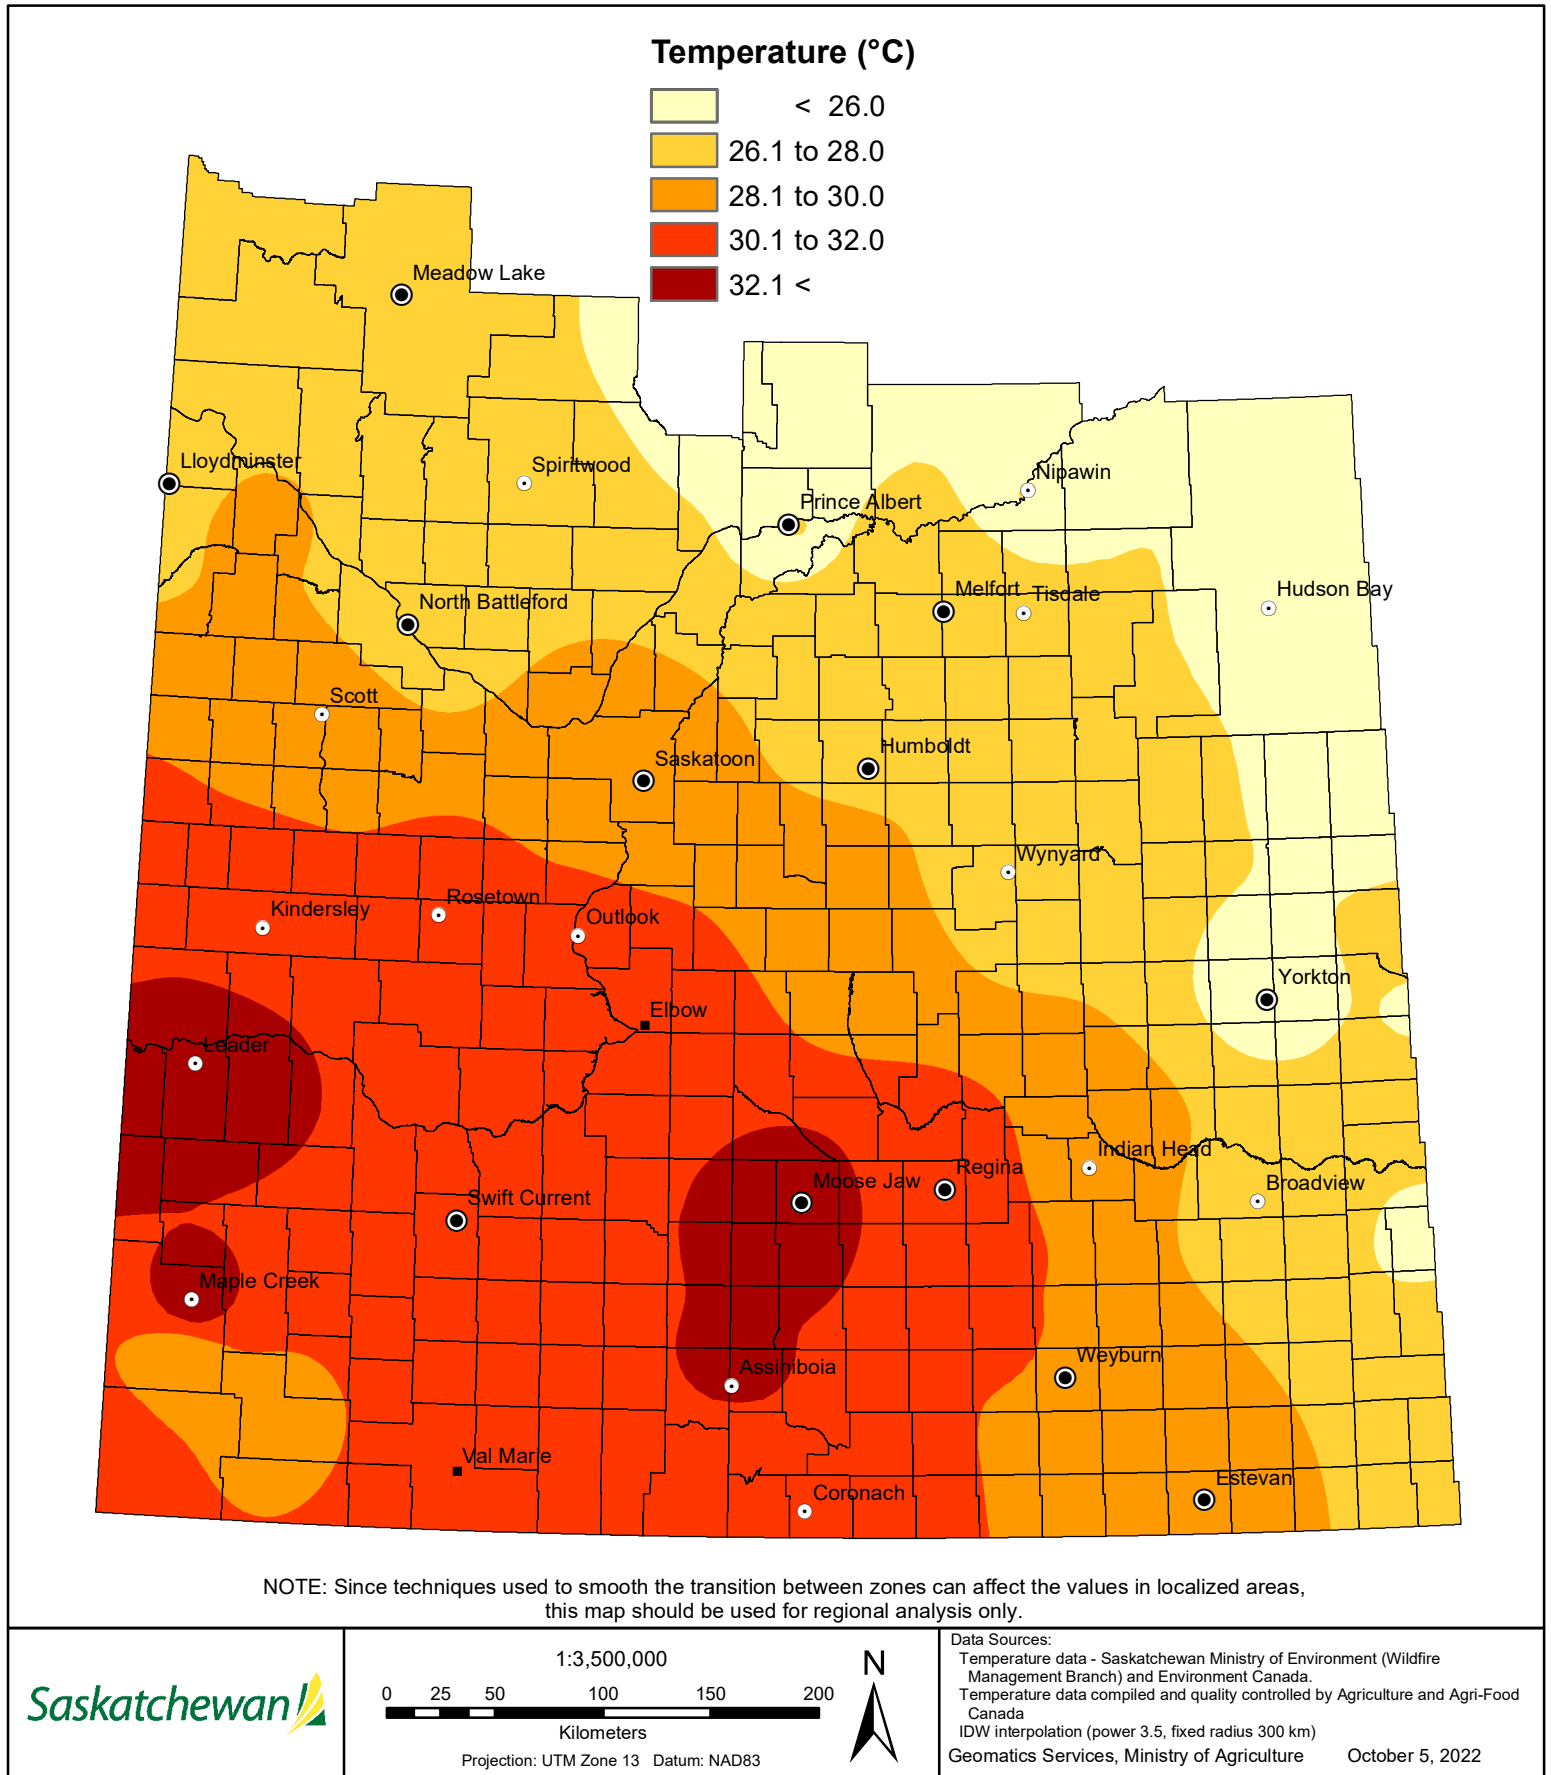 Temperature (°C)
< 26.0
26.1 to 28.0
28.1 to 30.0
30.1 to 32.0
32.1 <
Meadow Lake
Lloydminster
Spiritwood
Nipawin
Prince Albert
Hudson Bay
Melfort
Tisdale
North Battleford
Scott
Humboldt
Saskatoon
Wynyard
Rosetown
Kindersley
Outlook
Yorkton
Elbow
Leader
Indian Head
Regina
Moose Jaw
Broadview
Swift Current
Maple Creek
Weyburn
Assiniboia
Val Marie
Estevan
Coronach
NOTE: Since techniques used to smooth the transition between zones can affect the values in localized areas,
this map should be used for regional analysis only.
Saskatchewan
1:3,500,000
0 25 50 100 150 200
Kilometers
Projection: UTM Zone 13 Datum: NAD83
N
Data Sources:
Temperature data - Saskatchewan Ministry of Environment (Wildfire
Management Branch) and Environment Canada.
Temperature data compiled and quality controlled by Agriculture and Agri-Food
Canada
IDW interpolation (power 3.5, fixed radius 300 km)
Geomatics Services, Ministry of Agriculture October 5, 2022